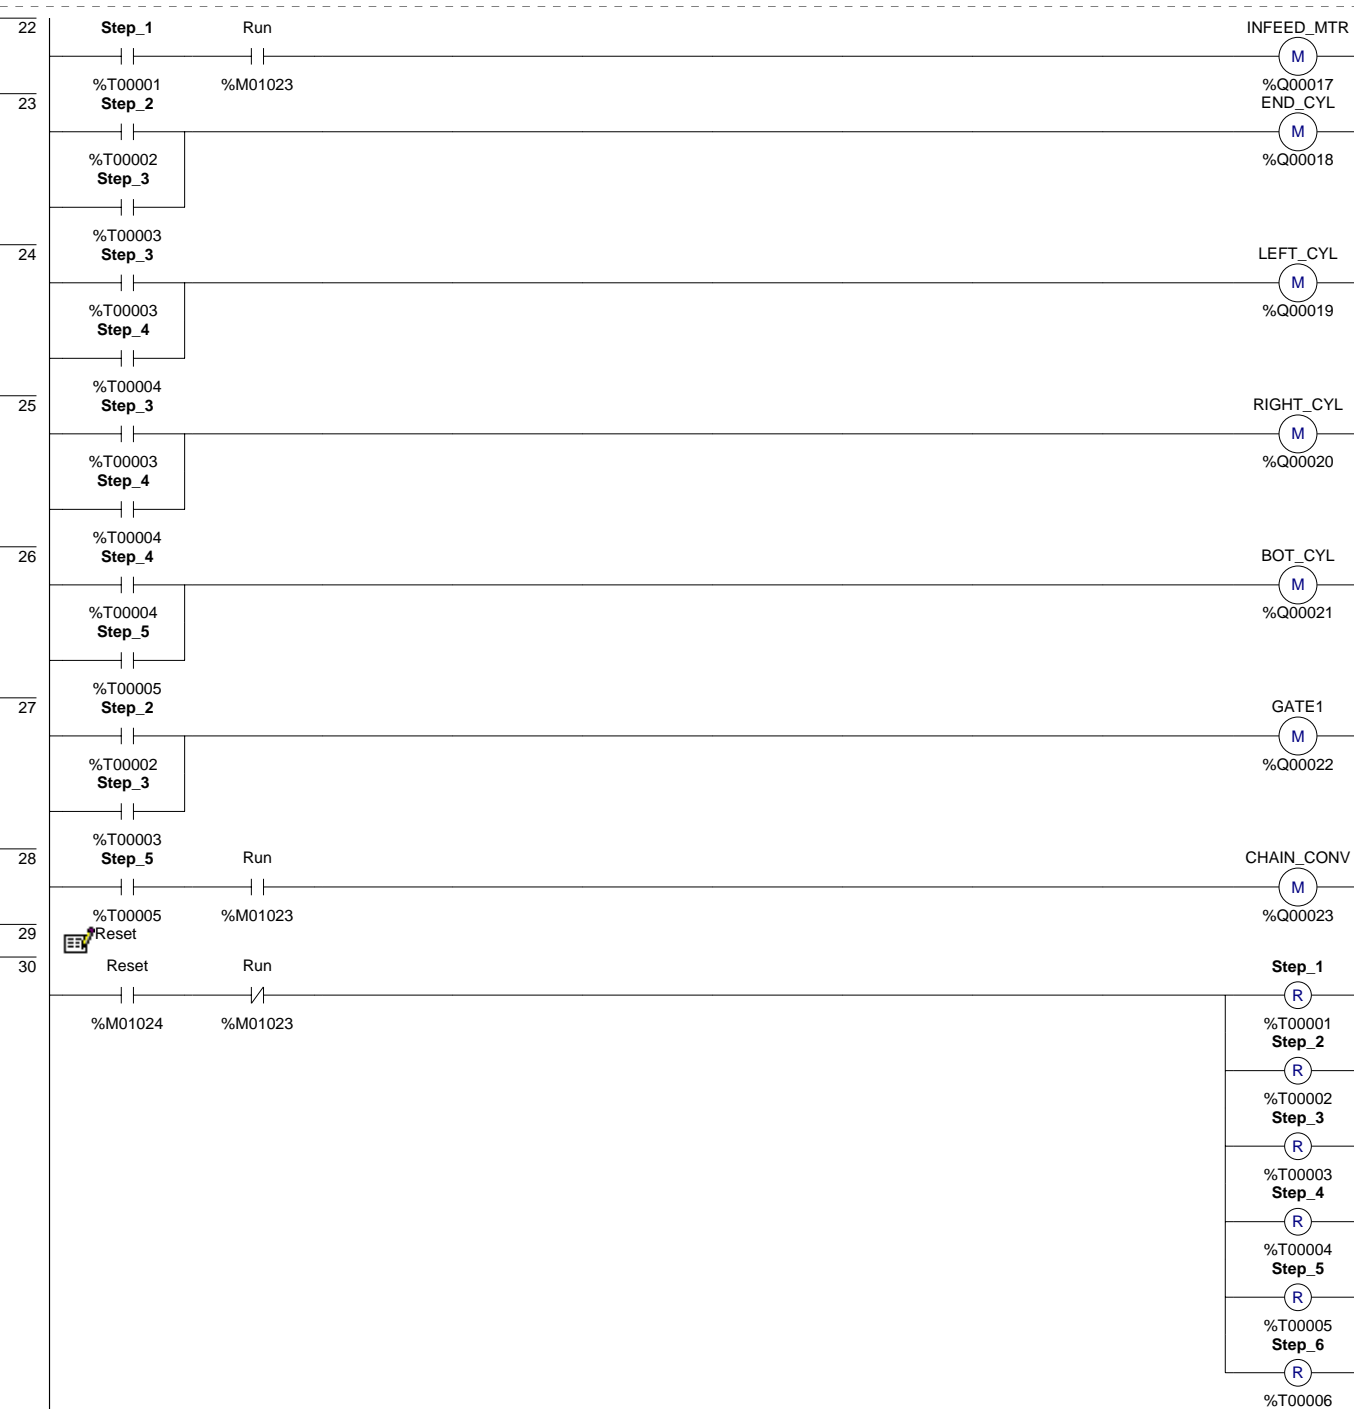 22 Step_1 Run INFEED_MTR
M
%T00001 %M01023 %Q00017
23 Step_2 END_CYL
M
%T00002 %Q00018
Step_3
%T00003
24 Step_3 LEFT_CYL
M
%T00003 %Q00019
Step_4
%T00004
25 Step_3 RIGHT_CYL
M
%T00003 %Q00020
Step_4
%T00004
26 Step_4 BOT_CYL
M
%T00004 %Q00021
Step_5
%T00005
27 Step_2 GATE1
M
%T00002 %Q00022
Step_3
%T00003
28 Step_5 Run CHAIN_CONV
M
%T00005 %M01023 %Q00023
29 Reset
30 Reset Run Step_1
R
%M01024 %M01023 %T00001
Step_2
R
%T00002
Step_3
R
%T00003
Step_4
R
%T00004
Step_5
R
%T00005
Step_6
R
%T00006